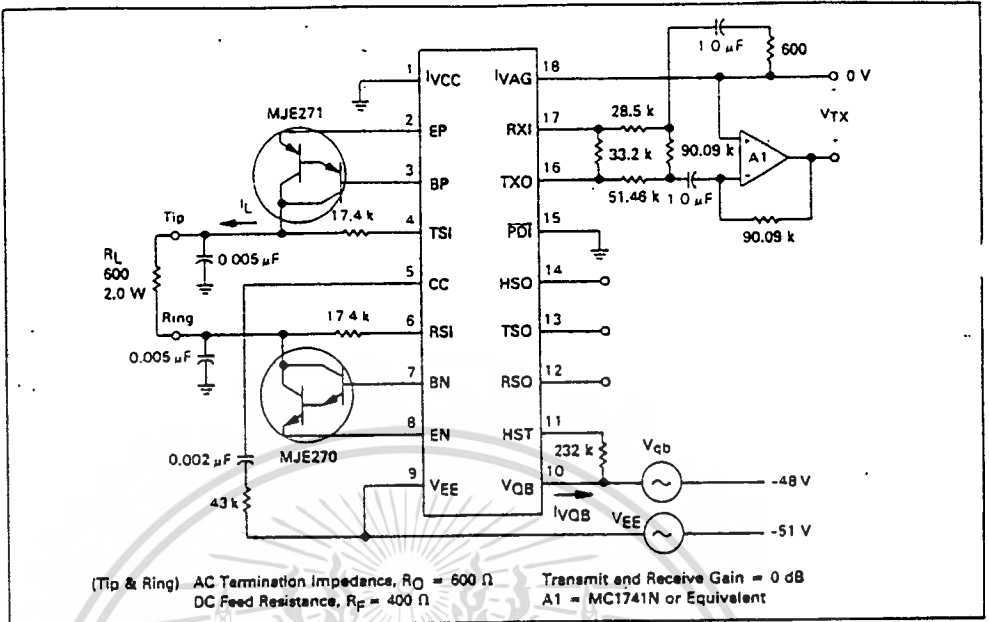 1.0 µF
600
0 V
VTX
1
IVCC
IVAG
18
MJE271
2
EP
RXI
17
28.5 k
33.2 k
90.09 k
A1
3
BP
TXO
16
51.46 k
1.0 µF
17.4 k
IL
Tip
4
TSI
PDI
15
90.09 k
RL
600
2.0 W
0.005 µF
5
CC
HSO
14
Ring
17.4 k
6
RSI
TSO
13
0.005 µF
7
BN
RSO
12
8
EN
HST
11
MJE270
232 k
0.002 µF
43 k
9
VEE
VQB
10
IVQB
Vqb
-48 V
VEE
-51 V
(Tip & Ring) AC Termination Impedance, RO = 600 Ω
DC Feed Resistance, RF = 400 Ω
Transmit and Receive Gain = 0 dB
A1 = MC1741N or Equivalent